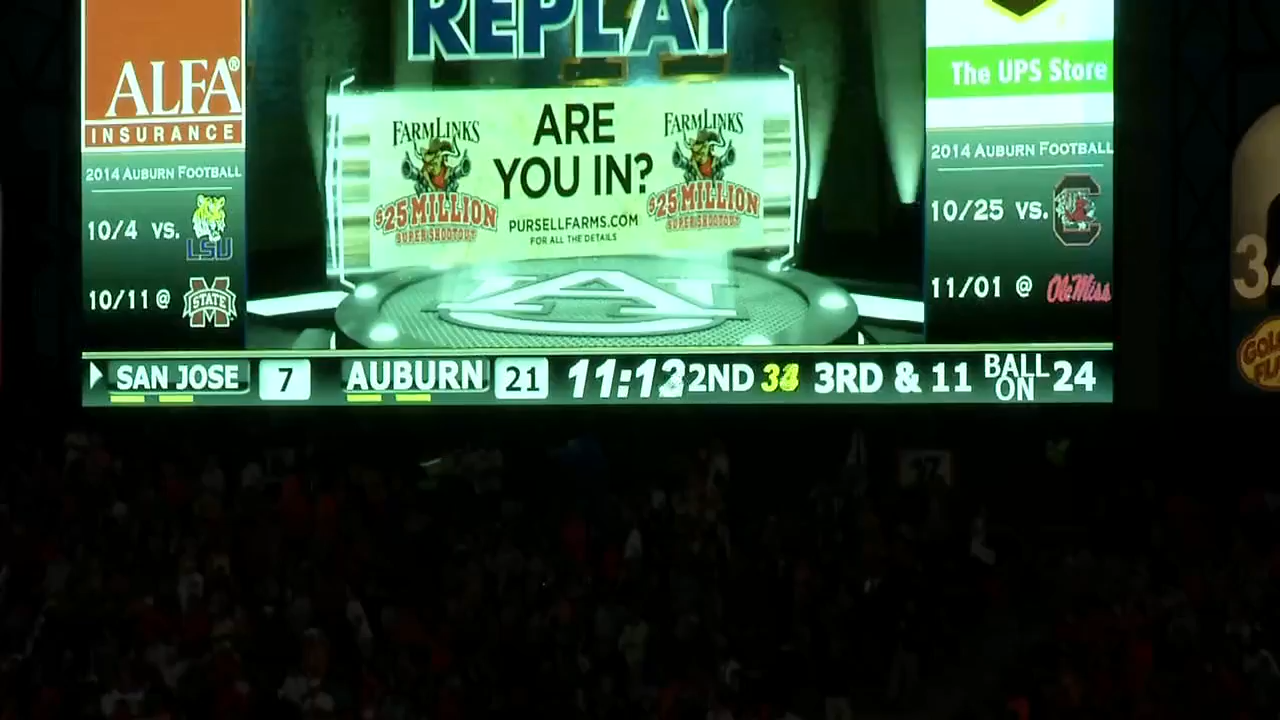 REPLAY
ALFA®
INSURANCE
2014 AUBURN FOOTBALL
10/4 VS.
LSU
10/11 @
STATE
FARMLINKS
$25 MILLION
SUPER SHOOTOUT
ARE
YOU IN?
PURSELLFARMS.COM
FOR ALL THE DETAILS
FARMLINKS
$25 MILLION
SUPER SHOOTOUT
The UPS Store
2014 AUBURN FOOTBALL
10/25 VS.
11/01 @
Ole Miss
SAN JOSE 7 AUBURN 21 2ND 3RD & 11 BALL ON 24